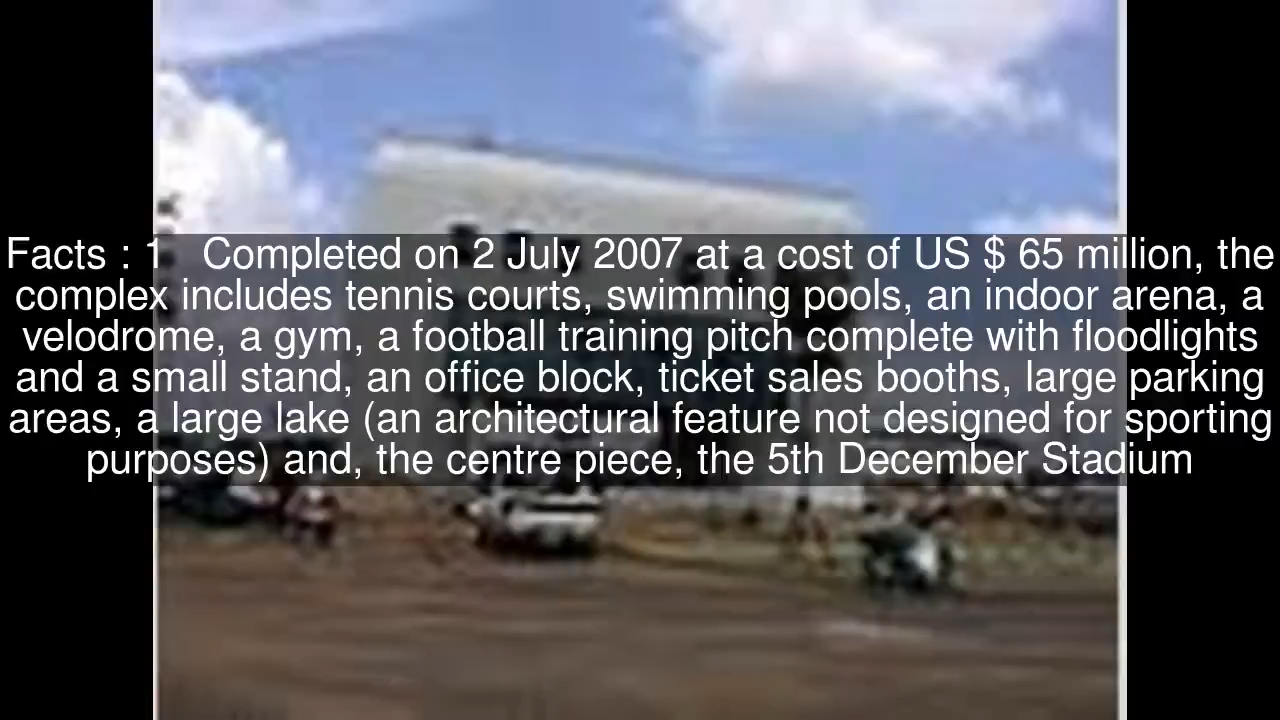 Facts : 1 Completed on 2 July 2007 at a cost of US $ 65 million, the
complex includes tennis courts, swimming pools, an indoor arena, a
velodrome, a gym, a football training pitch complete with floodlights
and a small stand, an office block, ticket sales booths, large parking
areas, a large lake (an architectural feature not designed for sporting
purposes) and, the centre piece, the 5th December Stadium